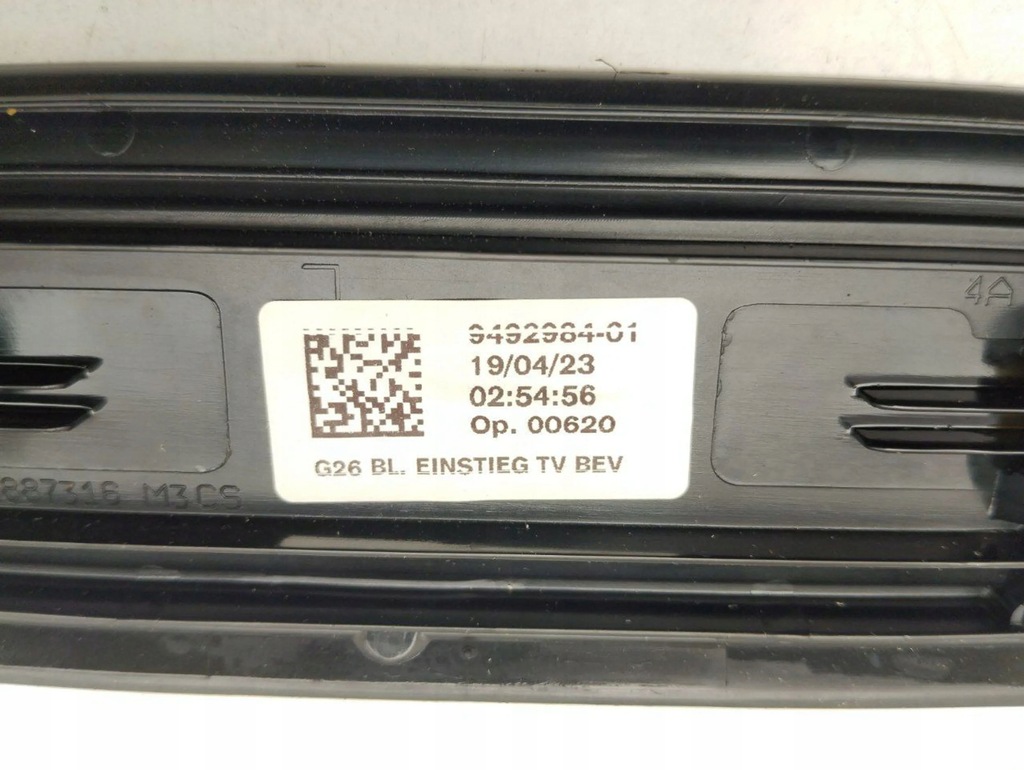 4A
9492984-01
19/04/23
02:54:56
Op. 00620
G26 BL. EINSTIEG TV BEV
887316 M3CS